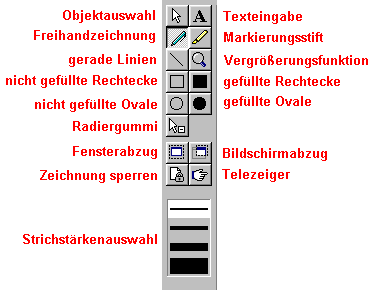 Objektauswahl A Texteingabe
Freihandzeichnung Markierungsstift
gerade Linien Vergrößerungsfunktion
nicht gefüllte Rechtecke gefüllte Rechtecke
nicht gefüllte Ovale gefüllte Ovale
Radiergummi
Fensterabzug Bildschirmabzug
Zeichnung sperren Telezeiger
Strichstärkenauswahl